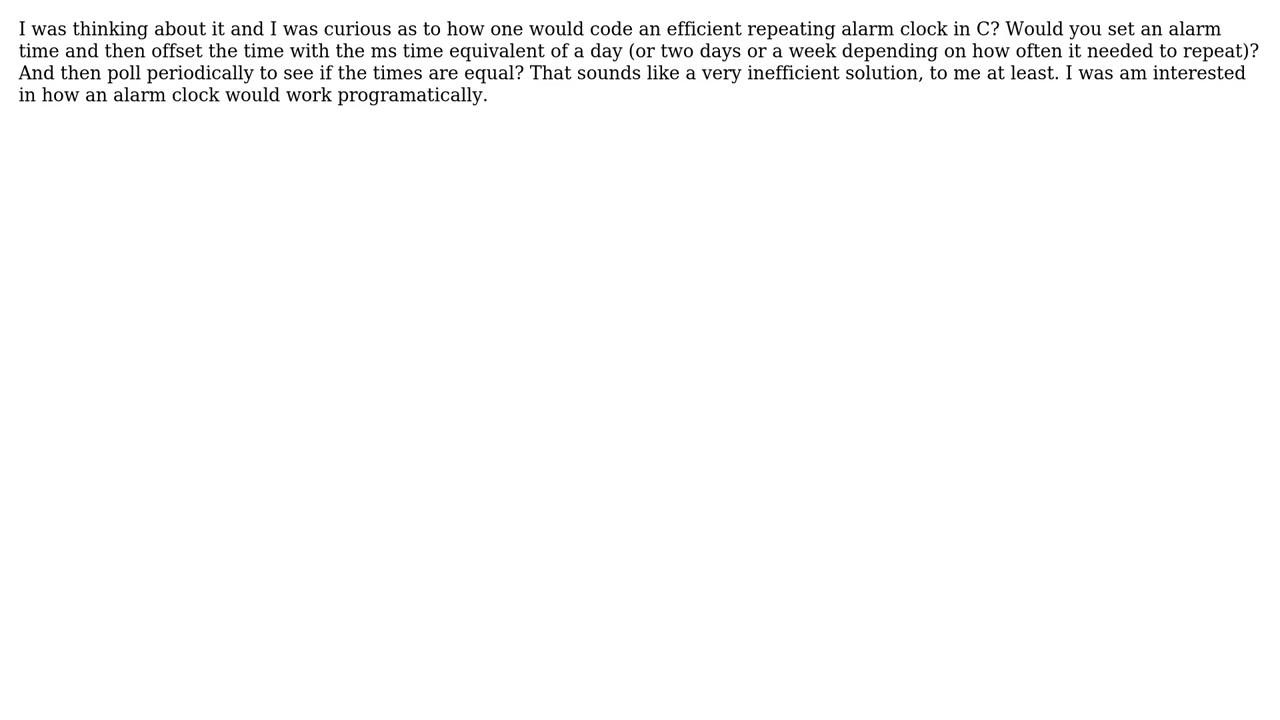 I was thinking about it and I was curious as to how one would code an efficient repeating alarm clock in C? Would you set an alarm
time and then offset the time with the ms time equivalent of a day (or two days or a week depending on how often it needed to repeat)?
And then poll periodically to see if the times are equal? That sounds like a very inefficient solution, to me at least. I was am interested
in how an alarm clock would work programatically.